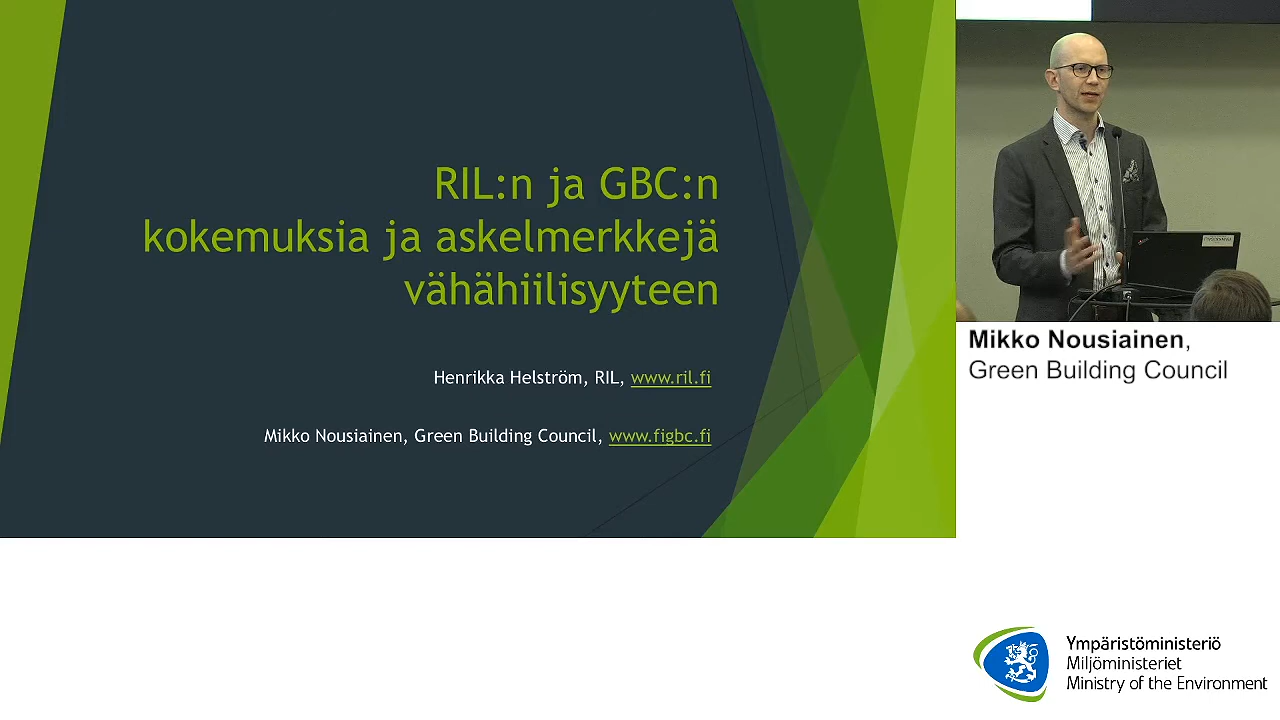 RIL:n ja GBC:n
kokemuksia ja askelmerkkejä
vähähiilisyyteen
Henrikka Helström, RIL, www.ril.fi
Mikko Nousiainen, Green Building Council, www.figbc.fi
Mikko Nousiainen,
Green Building Council
Ympäristöministeriö
Miljöministeriet
Ministry of the Environment